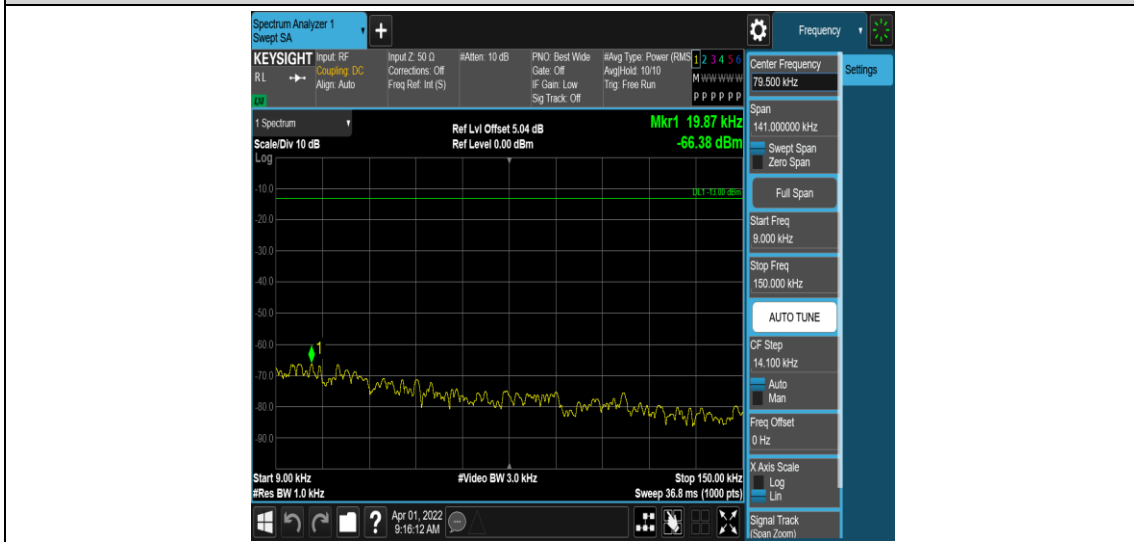 Spectrum Analyzer 1
Swept SA
+
Frequency
KEYSIGHT
RL
Input: RF
Coupling: DC
Align: Auto
Input Z: 50 Ω
Corrections: Off
Freq Ref: Int (S)
#Atten: 10 dB
PNO: Best Wide
Gate: Off
IF Gain: Low
Sig Track: Off
#Avg Type: Power (RMS
Avg|Hold: 10/10
Trig: Free Run
1 2 3 4 5 6
M W W W W W
P P P P P P
Center Frequency
79.500 kHz
Settings
Span
141.000000 kHz
Swept Span
Zero Span
Full Span
Start Freq
9.000 kHz
Stop Freq
150.000 kHz
AUTO TUNE
CF Step
14.100 kHz
Auto
Man
Freq Offset
0 Hz
X Axis Scale
Log
Lin
Signal Track
(Span Zoom)
1 Spectrum
Scale/Div 10 dB
Log
Ref Lvl Offset 5.04 dB
Ref Level 0.00 dBm
Mkr1 19.87 kHz
-66.38 dBm
DL1 -13.00 dBm
-10.0
-20.0
-30.0
-40.0
-50.0
-60.0
1
-70.0
-80.0
-90.0
Start 9.00 kHz
#Video BW 3.0 kHz
Stop 150.00 kHz
#Res BW 1.0 kHz
Sweep 36.8 ms (1000 pts)
?
Apr 01, 2022
9:16:12 AM